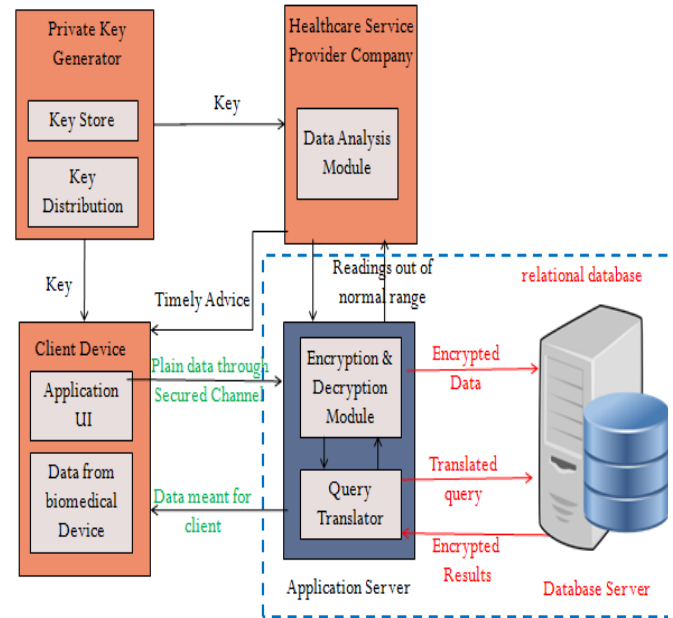 Private Key
Generator
Key Store
Key
Distribution
Key
Healthcare Service
Provider Company
Data Analysis
Module
Key
Timely Advice
Readings out of
normal range
relational database
Client Device
Application
UI
Data from
biomedical
Device
Plain data through
Secured Channel
Data meant for
client
Encryption &
Decryption
Module
Query
Translator
Application Server
Encrypted
Data
Translated
query
Encrypted
Results
Database Server